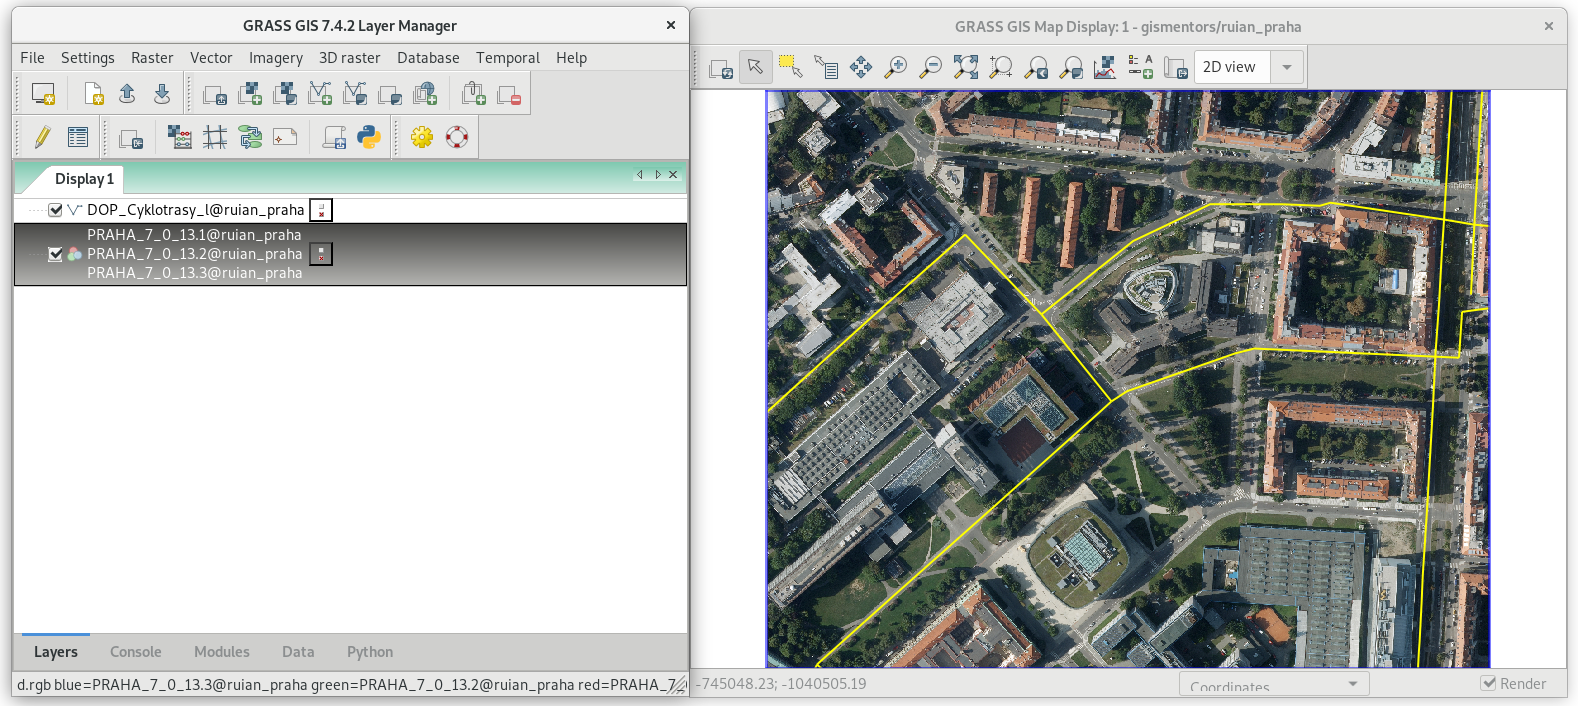 GRASS GIS 7.4.2 Layer Manager
File Settings Raster Vector Imagery 3D raster Database Temporal Help
Display 1
DOP_Cyklotrasy_l@ruian_praha
PRAHA_7_0_13.1@ruian_praha
PRAHA_7_0_13.2@ruian_praha
PRAHA_7_0_13.3@ruian_praha
Layers Console Modules Data Python
d.rgb blue=PRAHA_7_0_13.3@ruian_praha green=PRAHA_7_0_13.2@ruian_praha red=PRAHA_7_0
GRASS GIS Map Display: 1 - gismentors/ruian_praha
2D view
-745048.23; -1040505.19
Coordinates
Render